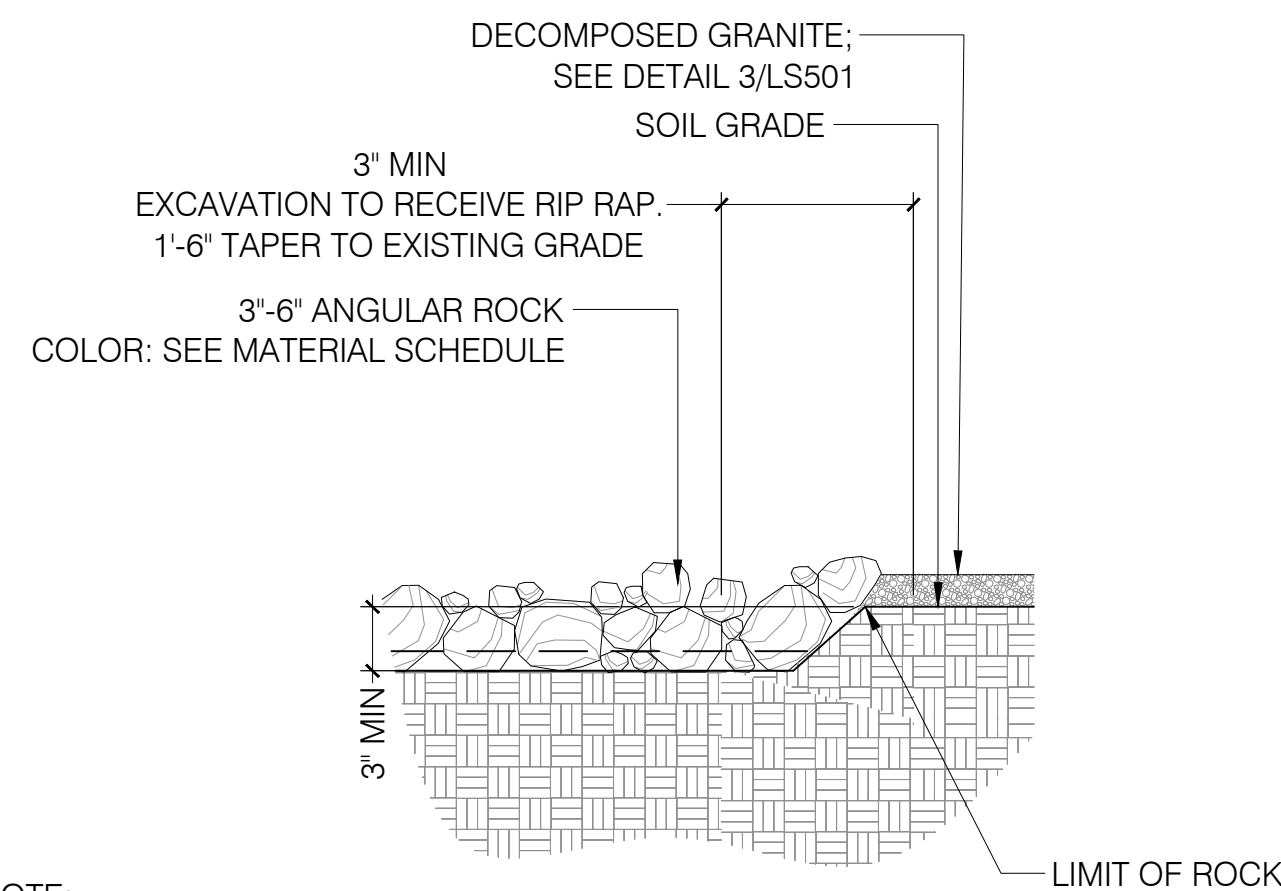 DECOMPOSED GRANITE;
SEE DETAIL 3/LS501
SOIL GRADE
3" MIN
EXCAVATION TO RECEIVE RIP RAP.
1'-6" TAPER TO EXISTING GRADE
3"-6" ANGULAR ROCK
COLOR: SEE MATERIAL SCHEDULE
3" MIN
LIMIT OF ROCK